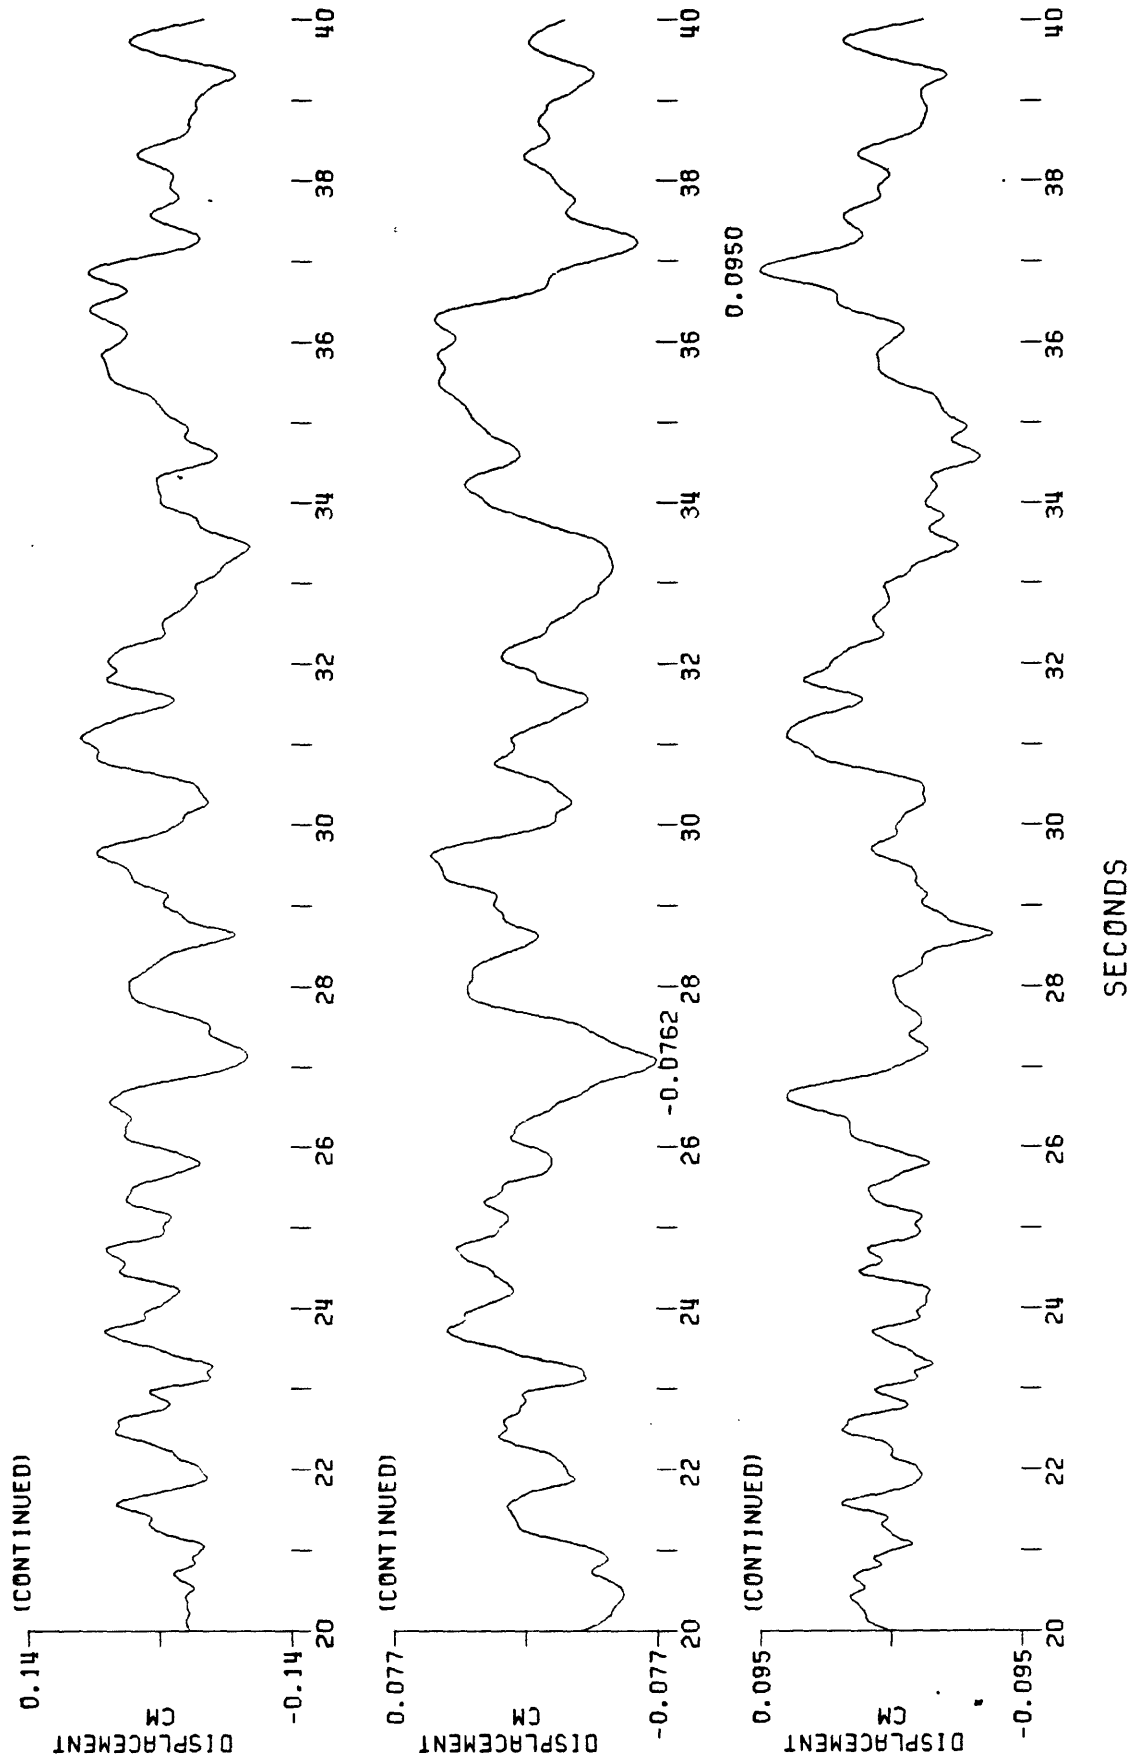 (CONTINUED)
0.14
-0.14
DISPLACEMENT
CM
20 22 24 26 28 30 32 34 36 38 40
(CONTINUED)
0.077
-0.077
DISPLACEMENT
CM
-0.0762
20 22 24 26 28 30 32 34 36 38 40
(CONTINUED)
0.095
-0.095
DISPLACEMENT
CM
0.0950
20 22 24 26 28 30 32 34 36 38 40
SECONDS